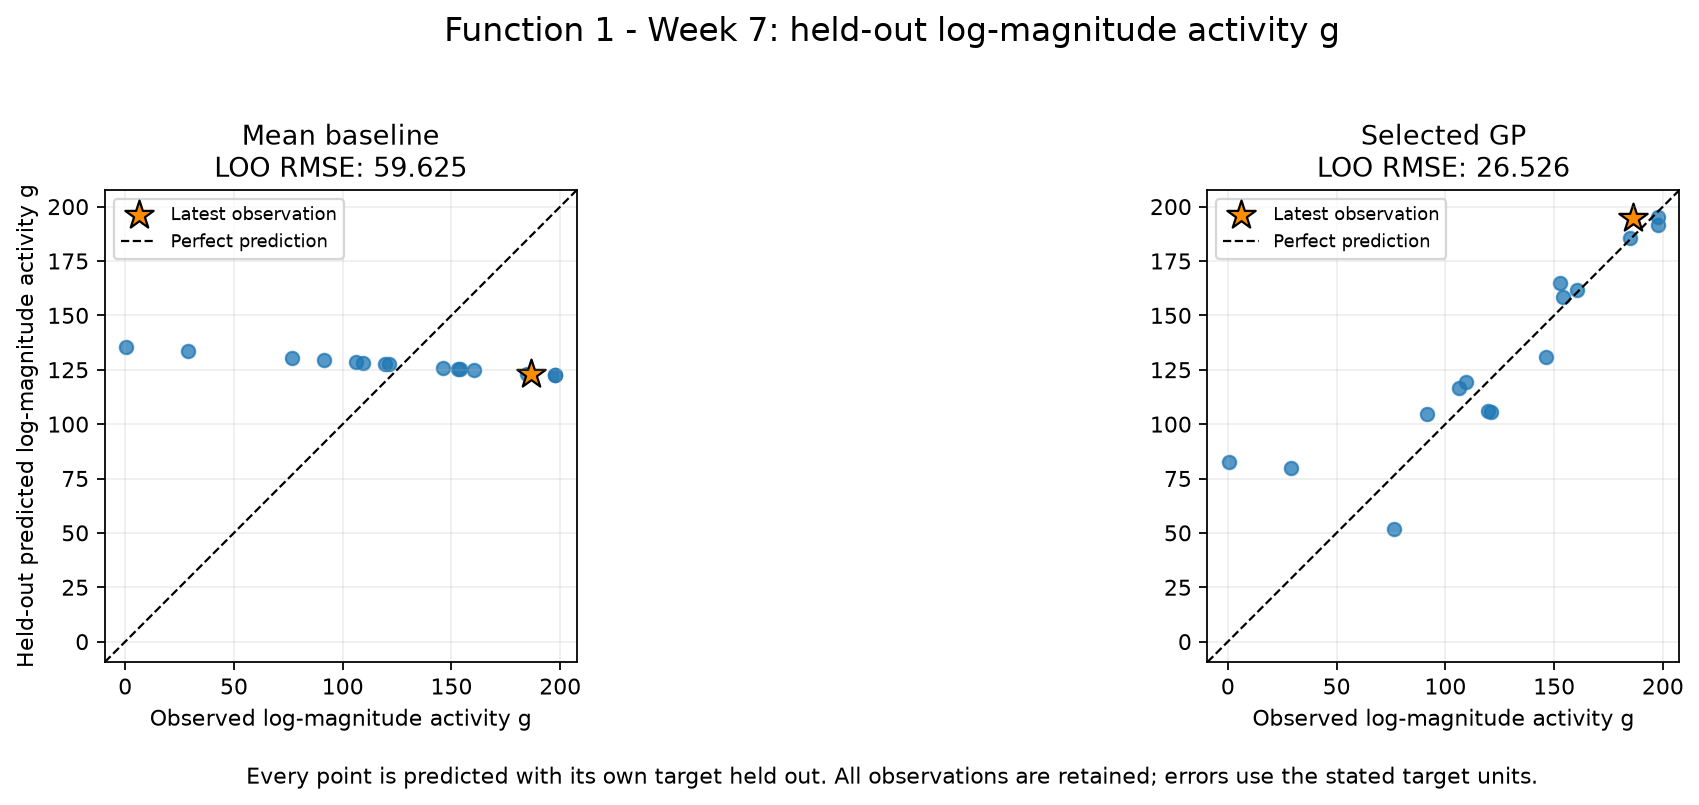 Function 1 - Week 7: held-out log-magnitude activity g
Mean baseline
LOO RMSE: 59.625
Held-out predicted log-magnitude activity g
200
175
150
125
100
75
50
25
0
Latest observation
Perfect prediction
0 50 100 150 200
Observed log-magnitude activity g
Selected GP
LOO RMSE: 26.526
200
175
150
125
100
75
50
25
0
Latest observation
Perfect prediction
0 50 100 150 200
Observed log-magnitude activity g
Every point is predicted with its own target held out. All observations are retained; errors use the stated target units.